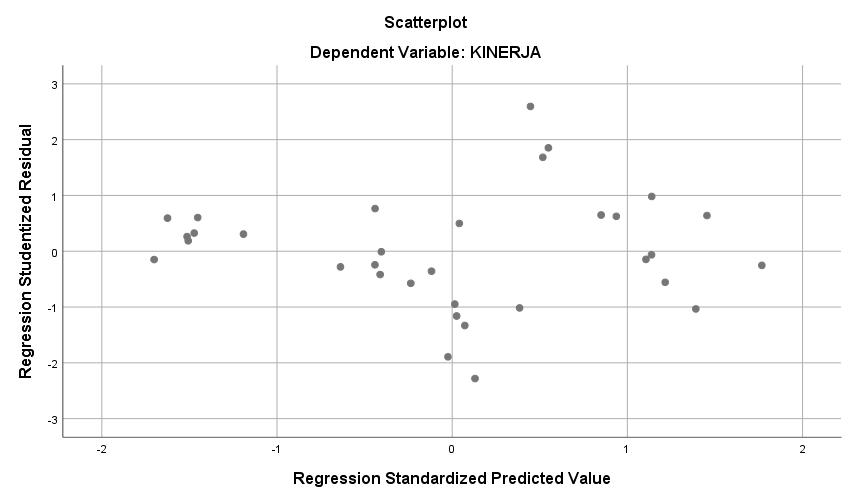 Scatterplot
Dependent Variable: KINERJA
Regression Studentized Residual
3
2
1
0
-1
-2
-3
-2 -1 0 1 2
Regression Standardized Predicted Value